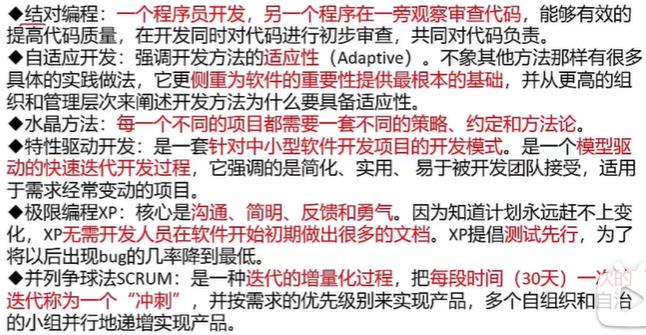 ◆结对编程：一个程序员开发，另一个程序在一旁观察审查代码，能够有效的
提高代码质量，在开发同时对代码进行初步审查，共同对代码负责。
◆自适应开发：强调开发方法的适应性（Adaptive）。不象其他方法那样有很多
具体的实践做法，它更侧重为软件的重要性提供最根本的基础，并从更高的组
织和管理层次来阐述开发方法为什么要具备适应性。
◆水晶方法：每一个不同的项目都需要一套不同的策略、约定和方法论。
◆特性驱动开发：是一套针对中小型软件开发项目的开发模式。是一个模型驱
动的快速迭代开发过程，它强调的是简化、实用、易于被开发团队接受，适用
于需求经常变动的项目。
◆极限编程XP：核心是沟通、简明、反馈和勇气。因为知道计划永远赶不上变
化，XP无需开发人员在软件开始初期做出很多的文档。XP提倡测试先行，为了
将以后出现bug的几率降到最低。
◆并列争球法SCRUM：是一种迭代的增量化过程，把每段时间（30天）一次的
迭代称为一个“冲刺”，并按需求的优先级别来实现产品，多个自组织和自治
的小组并行地递增实现产品。